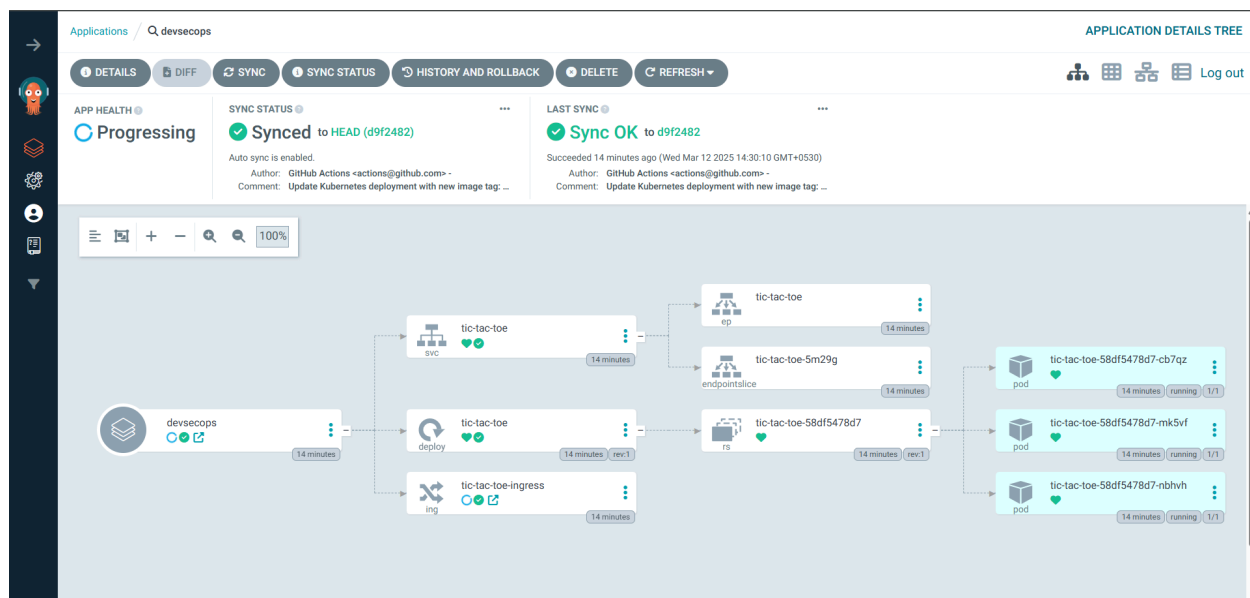 Applications / devsecops
APPLICATION DETAILS TREE
DETAILS DIFF SYNC SYNC STATUS HISTORY AND ROLLBACK DELETE REFRESH
Log out
APP HEALTH
Progressing
SYNC STATUS
Synced to HEAD (d9f2482)
Auto sync is enabled.
Author: GitHub Actions <actions@github.com> -
Comment: Update Kubernetes deployment with new image tag: ...
LAST SYNC
Sync OK to d9f2482
Succeeded 14 minutes ago (Wed Mar 12 2025 14:30:10 GMT+0530)
Author: GitHub Actions <actions@github.com> -
Comment: Update Kubernetes deployment with new image tag: ...
100%
devsecops
14 minutes
tic-tac-toe
svc
14 minutes
tic-tac-toe
deploy
14 minutes rev:1
tic-tac-toe-ingress
ing
14 minutes
tic-tac-toe
ep
14 minutes
tic-tac-toe-5m29g
endpointslice
14 minutes
tic-tac-toe-58df5478d7
rs
14 minutes rev:1
tic-tac-toe-58df5478d7-cb7qz
pod
14 minutes running 1/1
tic-tac-toe-58df5478d7-mk5vf
pod
14 minutes running 1/1
tic-tac-toe-58df5478d7-nbhvh
pod
14 minutes running 1/1